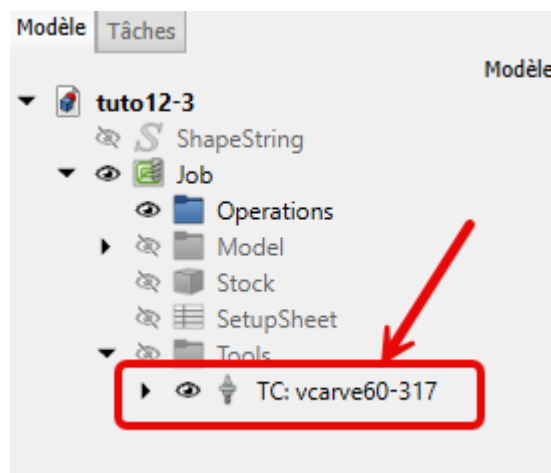 Modèle Tâches
Modèle
tuto12-3
ShapeString
Job
Operations
Model
Stock
SetupSheet
Tools
TC: vcarve60-317